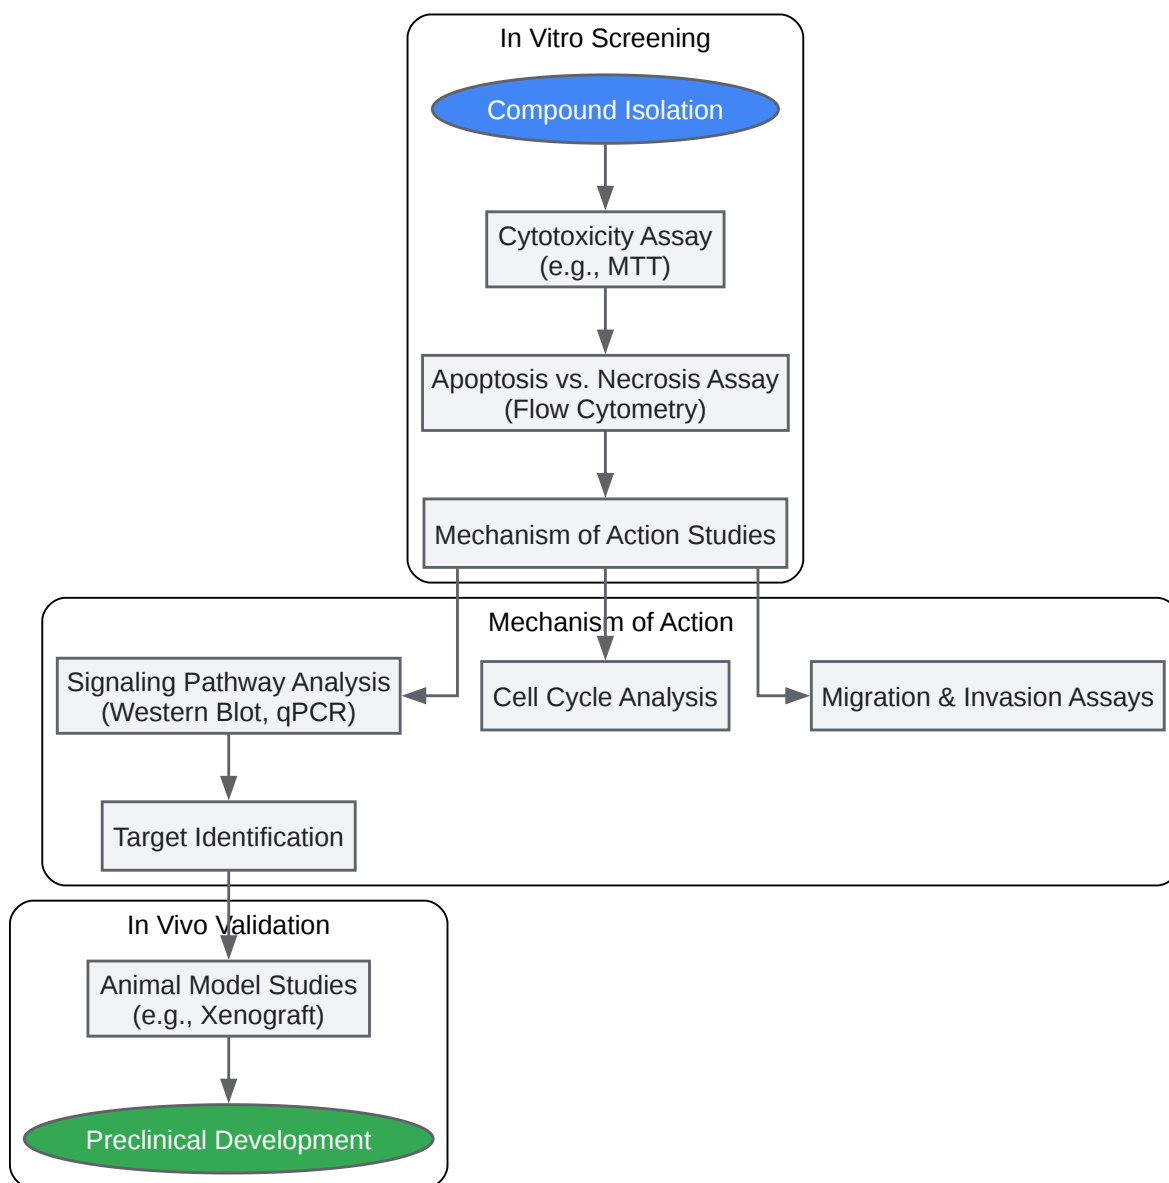 In Vitro Screening
Compound Isolation
Cytotoxicity Assay
(e.g., MTT)
Apoptosis vs. Necrosis Assay
(Flow Cytometry)
Mechanism of Action Studies
Mechanism of Action
Signaling Pathway Analysis
(Western Blot, qPCR)
Cell Cycle Analysis
Migration & Invasion Assays
Target Identification
In Vivo Validation
Animal Model Studies
(e.g., Xenograft)
Preclinical Development